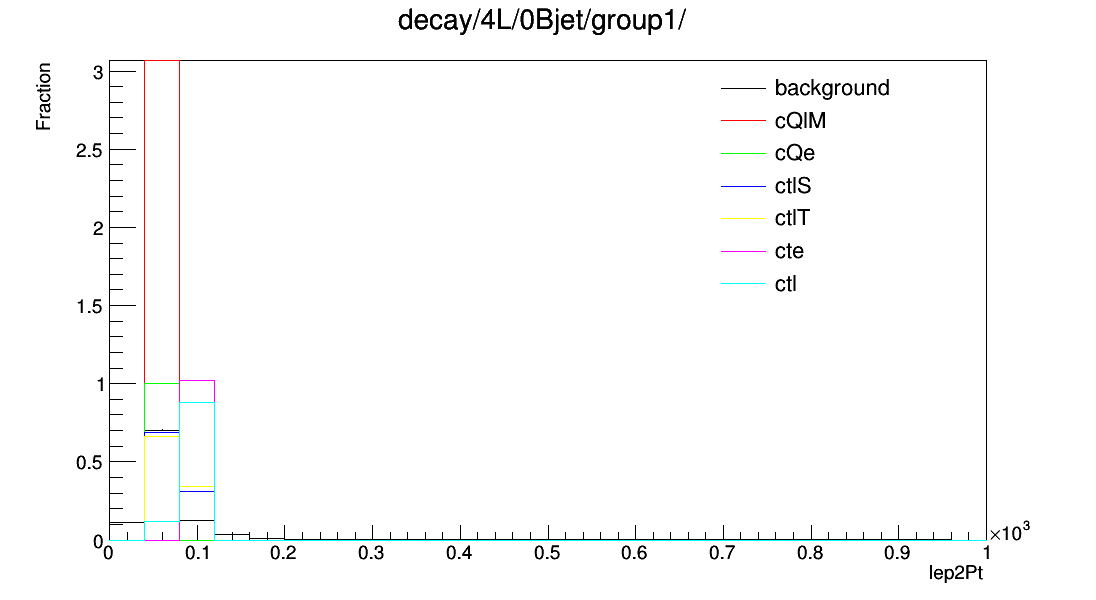 decay/4L/0Bjet/group1/
Fraction
3
2.5
2
1.5
1
0.5
0
background
cQlM
cQe
ctlS
ctlT
cte
ctl
0 0.1 0.2 0.3 0.4 0.5 0.6 0.7 0.8 0.9 1
×10³
lep2Pt